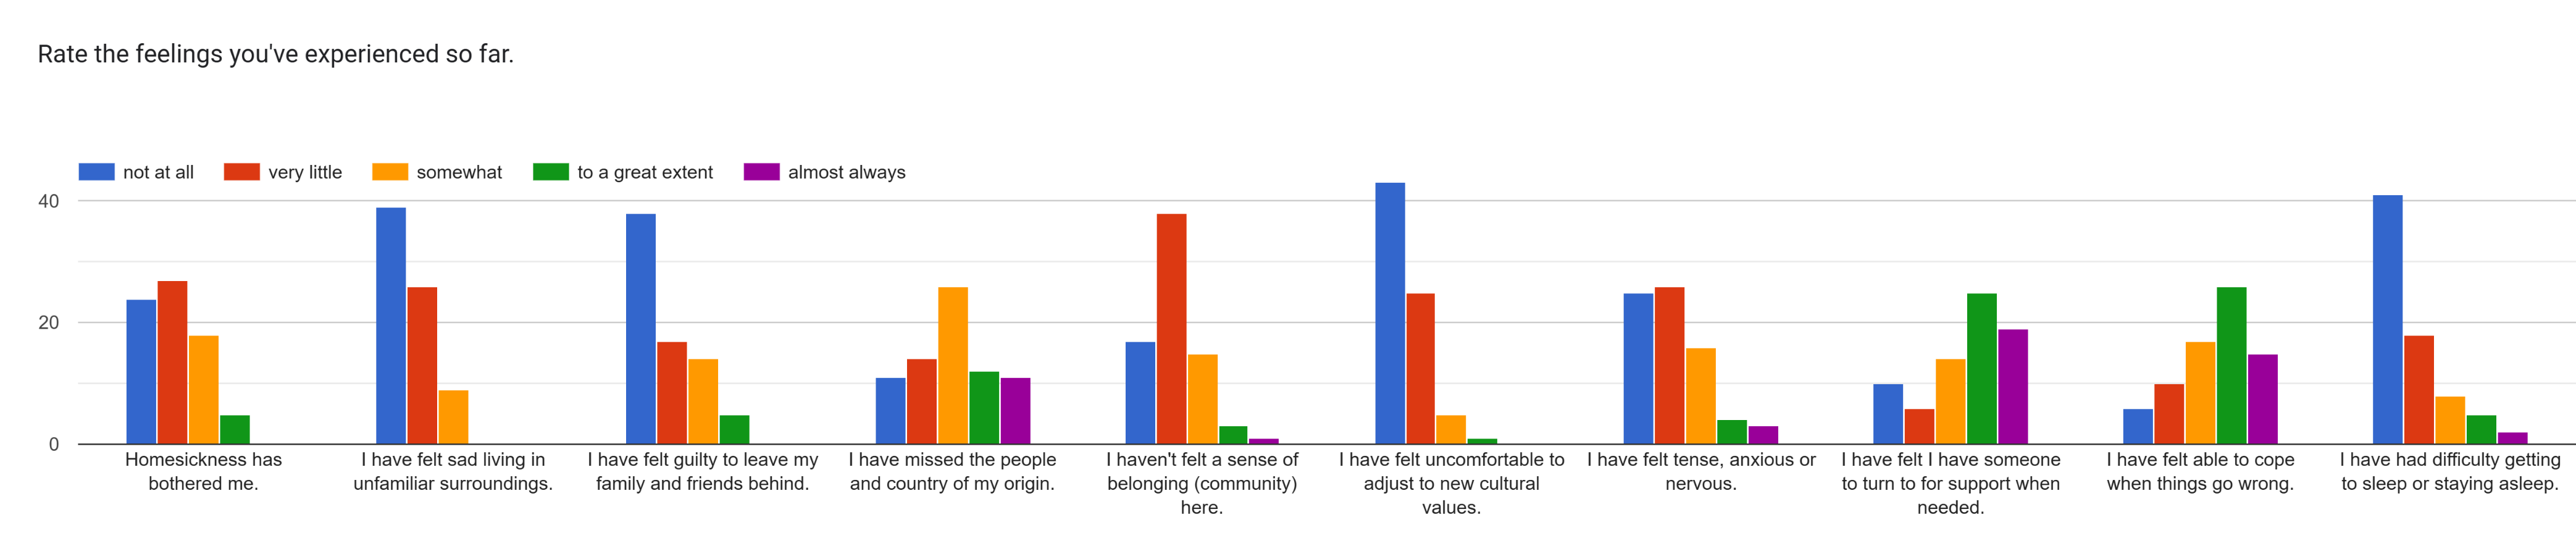 Rate the feelings you've experienced so far.
not at all very little somewhat to a great extent almost always
40
20
0
Homesickness has
bothered me.
I have felt sad living in
unfamiliar surroundings.
I have felt guilty to leave my
family and friends behind.
I have missed the people
and country of my origin.
I haven't felt a sense of
belonging (community)
here.
I have felt uncomfortable to
adjust to new cultural
values.
I have felt tense, anxious or
nervous.
I have felt I have someone
to turn to for support when
needed.
I have felt able to cope
when things go wrong.
I have had difficulty getting
to sleep or staying asleep.